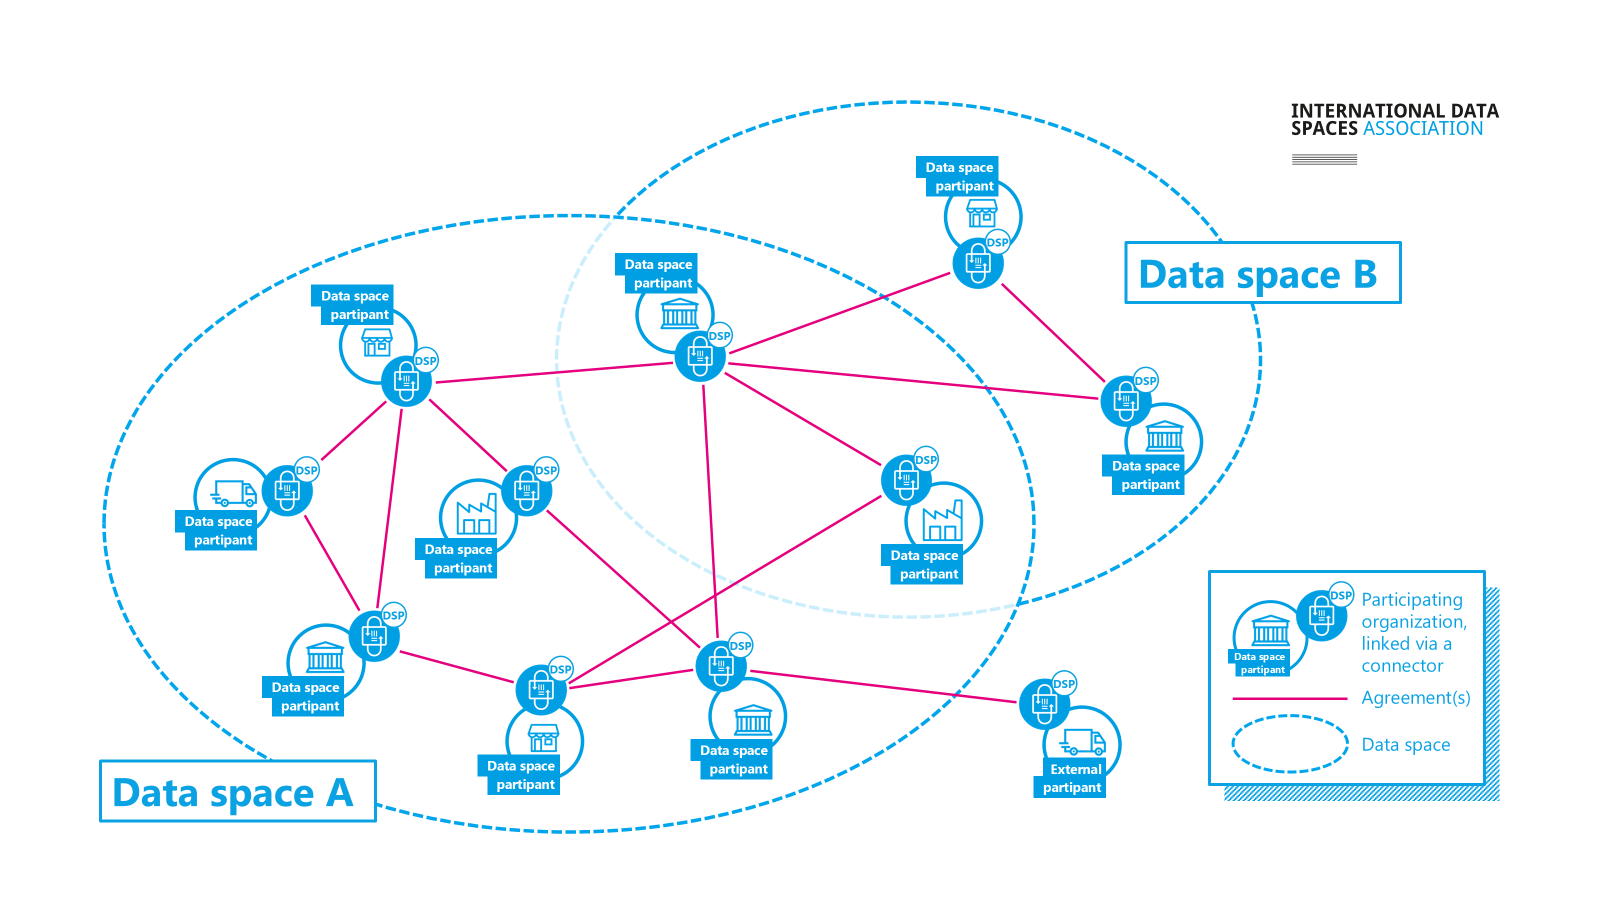 INTERNATIONAL DATA
SPACES ASSOCIATION
Data space
partipant
DSP
Data space B
Data space
partipant
DSP
Data space
partipant
DSP
DSP
Data space
partipant
DSP
Data space
partipant
DSP
Data space
partipant
DSP
Data space
partipant
DSP
Data space
partipant
DSP
Data space
partipant
DSP
Data space
partipant
DSP
External
partipant
Data space A
DSP
Data space
partipant
Participating
organization,
linked via a
connector
Agreement(s)
Data space